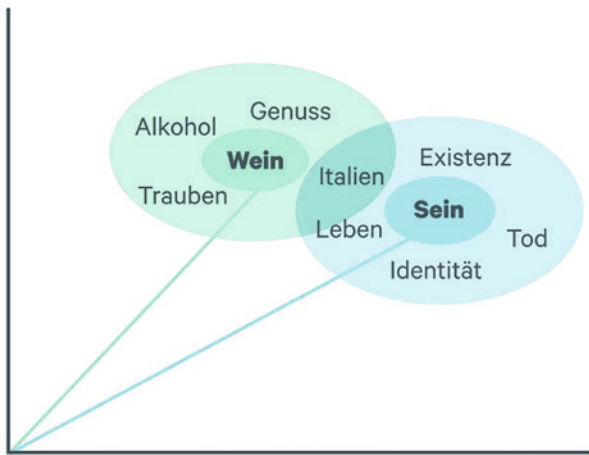 Genuss
Alkohol
Wein
Trauben
Italien
Existenz
Sein
Leben
Tod
Identität